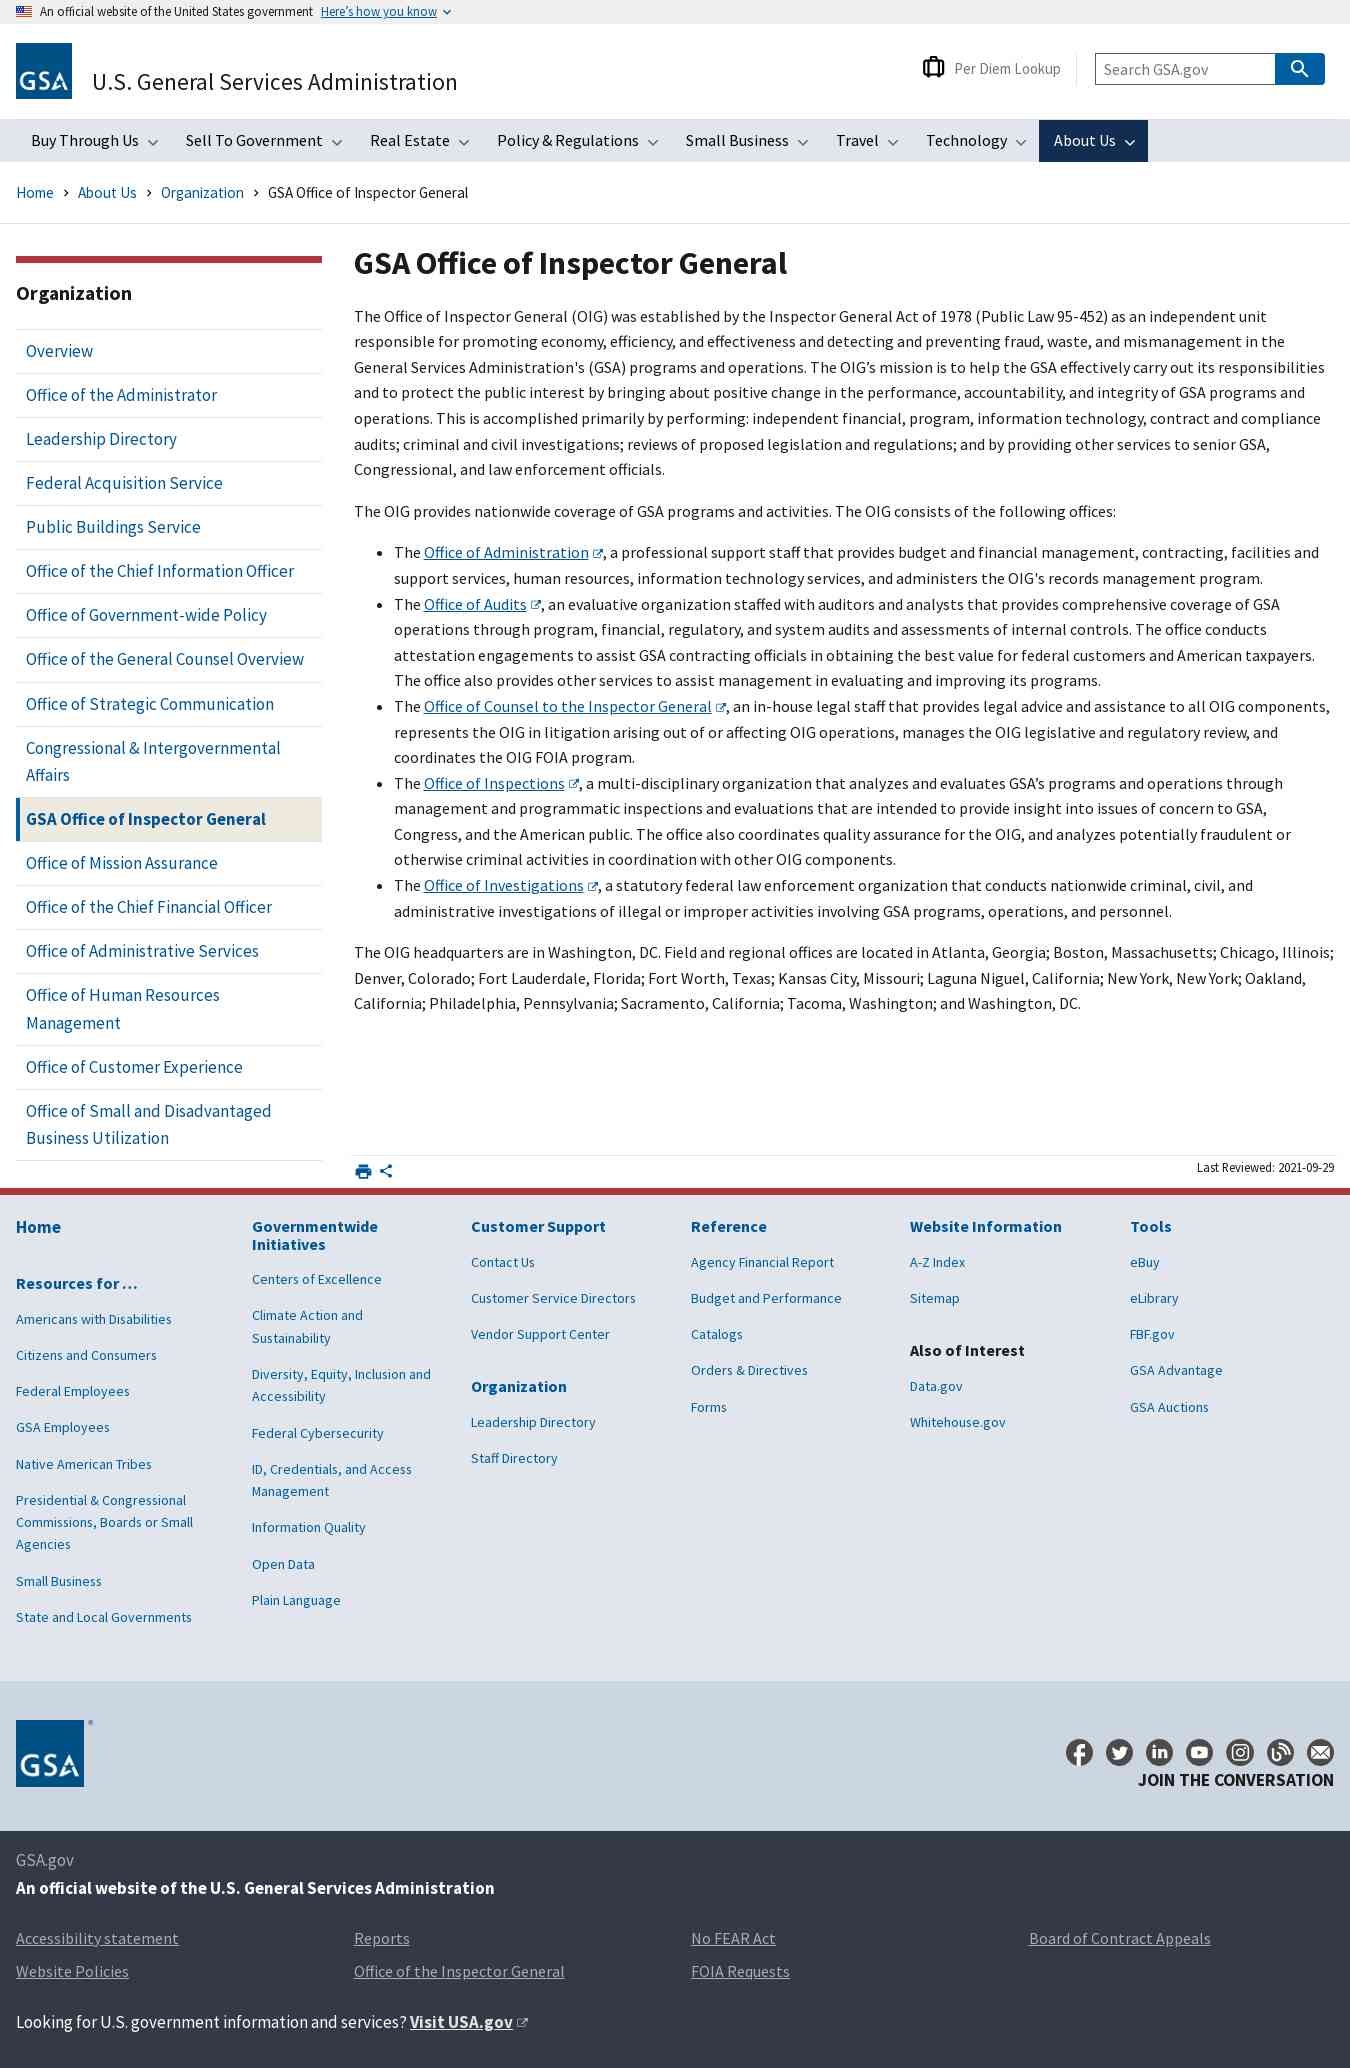 An official website of the United States government Here's how you know
GSA
U.S. General Services Administration
Per Diem Lookup
Search GSA.gov
Buy Through Us Sell To Government Real Estate Policy & Regulations Small Business Travel Technology About Us
Home > About Us > Organization > GSA Office of Inspector General
Organization
Overview
Office of the Administrator
Leadership Directory
Federal Acquisition Service
Public Buildings Service
Office of the Chief Information Officer
Office of Government-wide Policy
Office of the General Counsel Overview
Office of Strategic Communication
Congressional & Intergovernmental
Affairs
GSA Office of Inspector General
Office of Mission Assurance
Office of the Chief Financial Officer
Office of Administrative Services
Office of Human Resources
Management
Office of Customer Experience
Office of Small and Disadvantaged
Business Utilization
GSA Office of Inspector General
The Office of Inspector General (OIG) was established by the Inspector General Act of 1978 (Public Law 95-452) as an independent unit
responsible for promoting economy, efficiency, and effectiveness and detecting and preventing fraud, waste, and mismanagement in the
General Services Administration's (GSA) programs and operations. The OIG’s mission is to help the GSA effectively carry out its responsibilities
and to protect the public interest by bringing about positive change in the performance, accountability, and integrity of GSA programs and
operations. This is accomplished primarily by performing: independent financial, program, information technology, contract and compliance
audits; criminal and civil investigations; reviews of proposed legislation and regulations; and by providing other services to senior GSA,
Congressional, and law enforcement officials.
The OIG provides nationwide coverage of GSA programs and activities. The OIG consists of the following offices:
• The Office of Administration, a professional support staff that provides budget and financial management, contracting, facilities and
support services, human resources, information technology services, and administers the OIG's records management program.
• The Office of Audits, an evaluative organization staffed with auditors and analysts that provides comprehensive coverage of GSA
operations through program, financial, regulatory, and system audits and assessments of internal controls. The office conducts
attestation engagements to assist GSA contracting officials in obtaining the best value for federal customers and American taxpayers.
The office also provides other services to assist management in evaluating and improving its programs.
• The Office of Counsel to the Inspector General, an in-house legal staff that provides legal advice and assistance to all OIG components,
represents the OIG in litigation arising out of or affecting OIG operations, manages the OIG legislative and regulatory review, and
coordinates the OIG FOIA program.
• The Office of Inspections, a multi-disciplinary organization that analyzes and evaluates GSA’s programs and operations through
management and programmatic inspections and evaluations that are intended to provide insight into issues of concern to GSA,
Congress, and the American public. The office also coordinates quality assurance for the OIG, and analyzes potentially fraudulent or
otherwise criminal activities in coordination with other OIG components.
• The Office of Investigations, a statutory federal law enforcement organization that conducts nationwide criminal, civil, and
administrative investigations of illegal or improper activities involving GSA programs, operations, and personnel.
The OIG headquarters are in Washington, DC. Field and regional offices are located in Atlanta, Georgia; Boston, Massachusetts; Chicago, Illinois;
Denver, Colorado; Fort Lauderdale, Florida; Fort Worth, Texas; Kansas City, Missouri; Laguna Niguel, California; New York, New York; Oakland,
California; Philadelphia, Pennsylvania; Sacramento, California; Tacoma, Washington; and Washington, DC.
Last Reviewed: 2021-09-29
Home
Resources for …
Americans with Disabilities
Citizens and Consumers
Federal Employees
GSA Employees
Native American Tribes
Presidential & Congressional
Commissions, Boards or Small
Agencies
Small Business
State and Local Governments
Governmentwide
Initiatives
Centers of Excellence
Climate Action and
Sustainability
Diversity, Equity, Inclusion and
Accessibility
Federal Cybersecurity
ID, Credentials, and Access
Management
Information Quality
Open Data
Plain Language
Customer Support
Contact Us
Customer Service Directors
Vendor Support Center
Organization
Leadership Directory
Staff Directory
Reference
Agency Financial Report
Budget and Performance
Catalogs
Orders & Directives
Forms
Website Information
A-Z Index
Sitemap
Also of Interest
Data.gov
Whitehouse.gov
Tools
eBuy
eLibrary
FBF.gov
GSA Advantage
GSA Auctions
GSA
JOIN THE CONVERSATION
GSA.gov
An official website of the U.S. General Services Administration
Accessibility statement Reports No FEAR Act Board of Contract Appeals
Website Policies Office of the Inspector General FOIA Requests
Looking for U.S. government information and services? Visit USA.gov